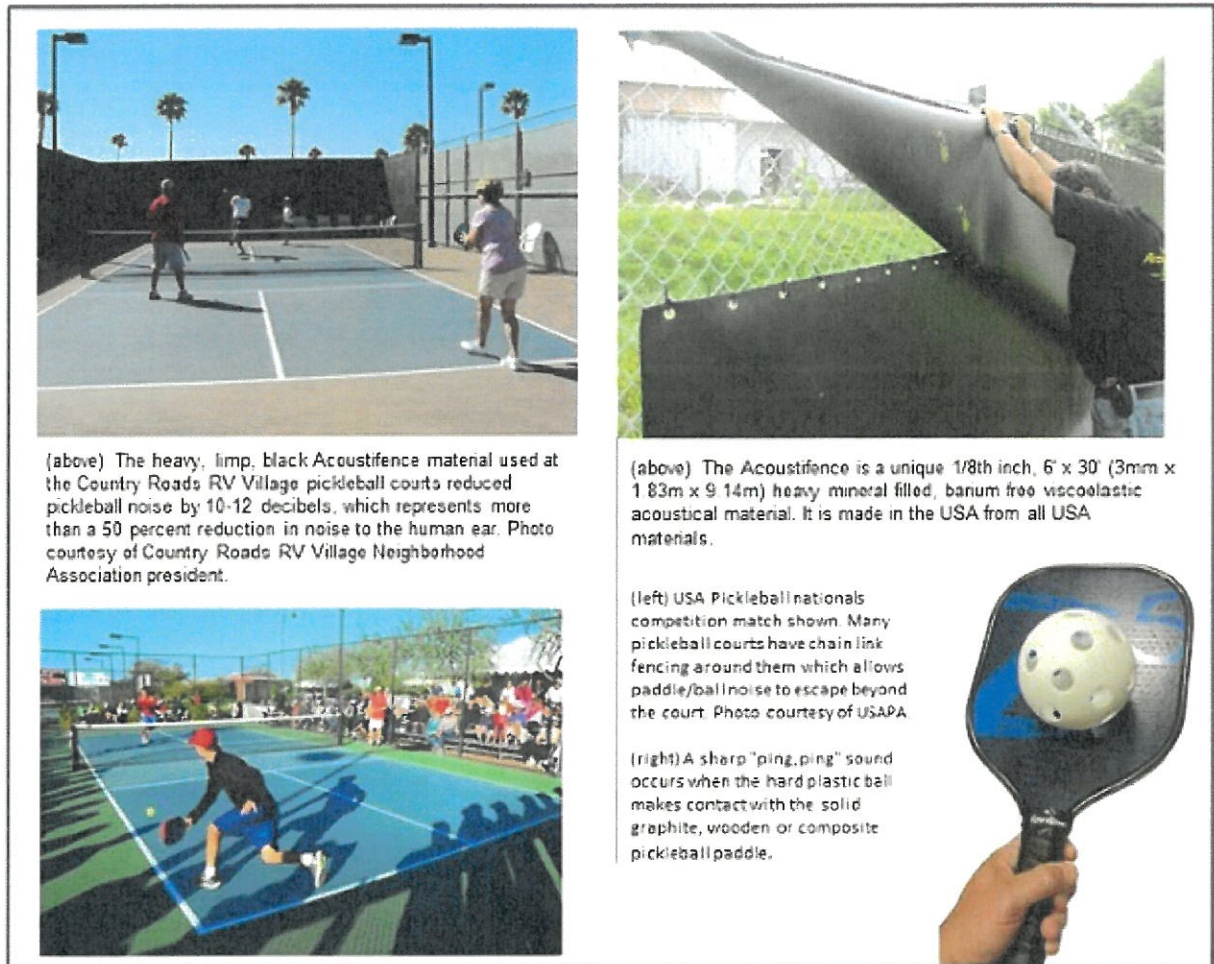 (above) The heavy, limp, black Acoustifence material used at
the Country Roads RV Village pickleball courts reduced
pickleball noise by 10-12 decibels, which represents more
than a 50 percent reduction in noise to the human ear. Photo
courtesy of Country Roads RV Village Neighborhood
Association president.
(above) The Acoustifence is a unique 1/8th inch, 6' x 30' (3mm x
1.83m x 9.14m) heavy mineral filled, barium free viscoelastic
acoustical material. It is made in the USA from all USA
materials.
(left) USA Pickleball nationals
competition match shown. Many
pickleball courts have chain link
fencing around them which allows
paddle/ball noise to escape beyond
the court. Photo courtesy of USAPA.
(right) A sharp "ping, ping" sound
occurs when the hard plastic ball
makes contact with the solid
graphite, wooden or composite
pickleball paddle.